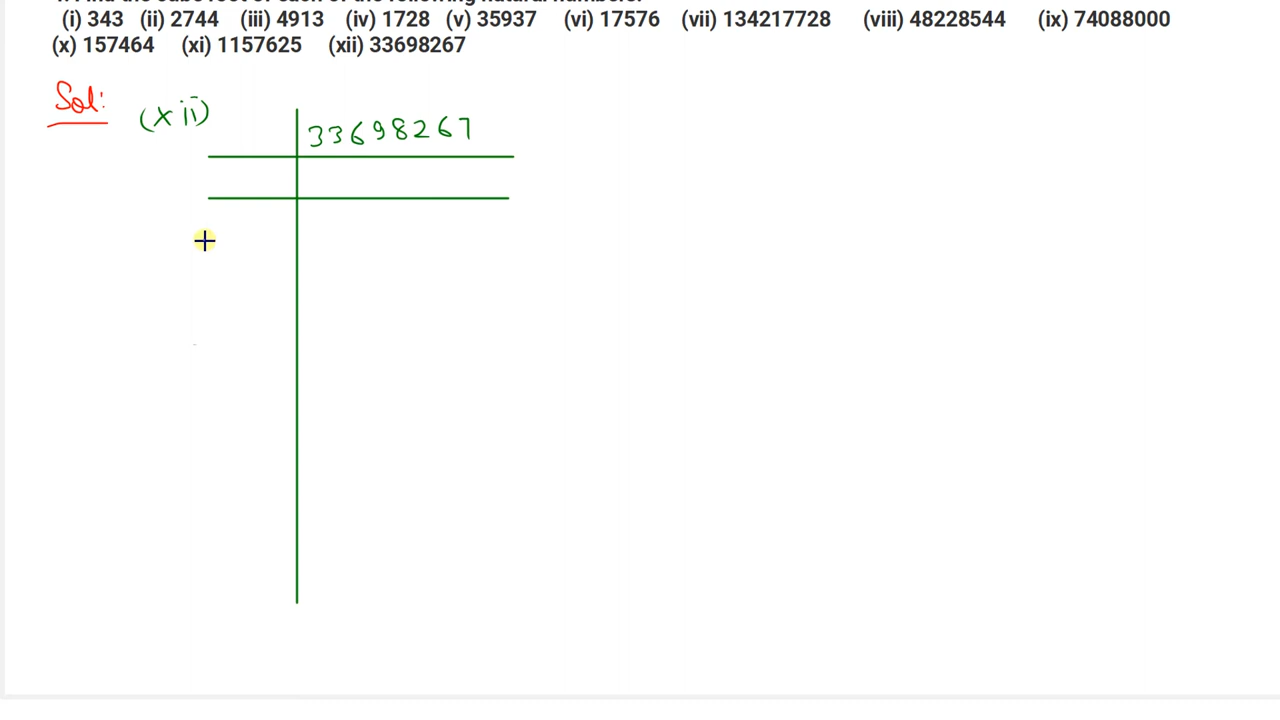 (i) 343 (ii) 2744 (iii) 4913 (iv) 1728 (v) 35937 (vi) 17576 (vii) 134217728 (viii) 48228544 (ix) 74088000
(x) 157464 (xi) 1157625 (xii) 33698267
Sol:
(xii)
33698267